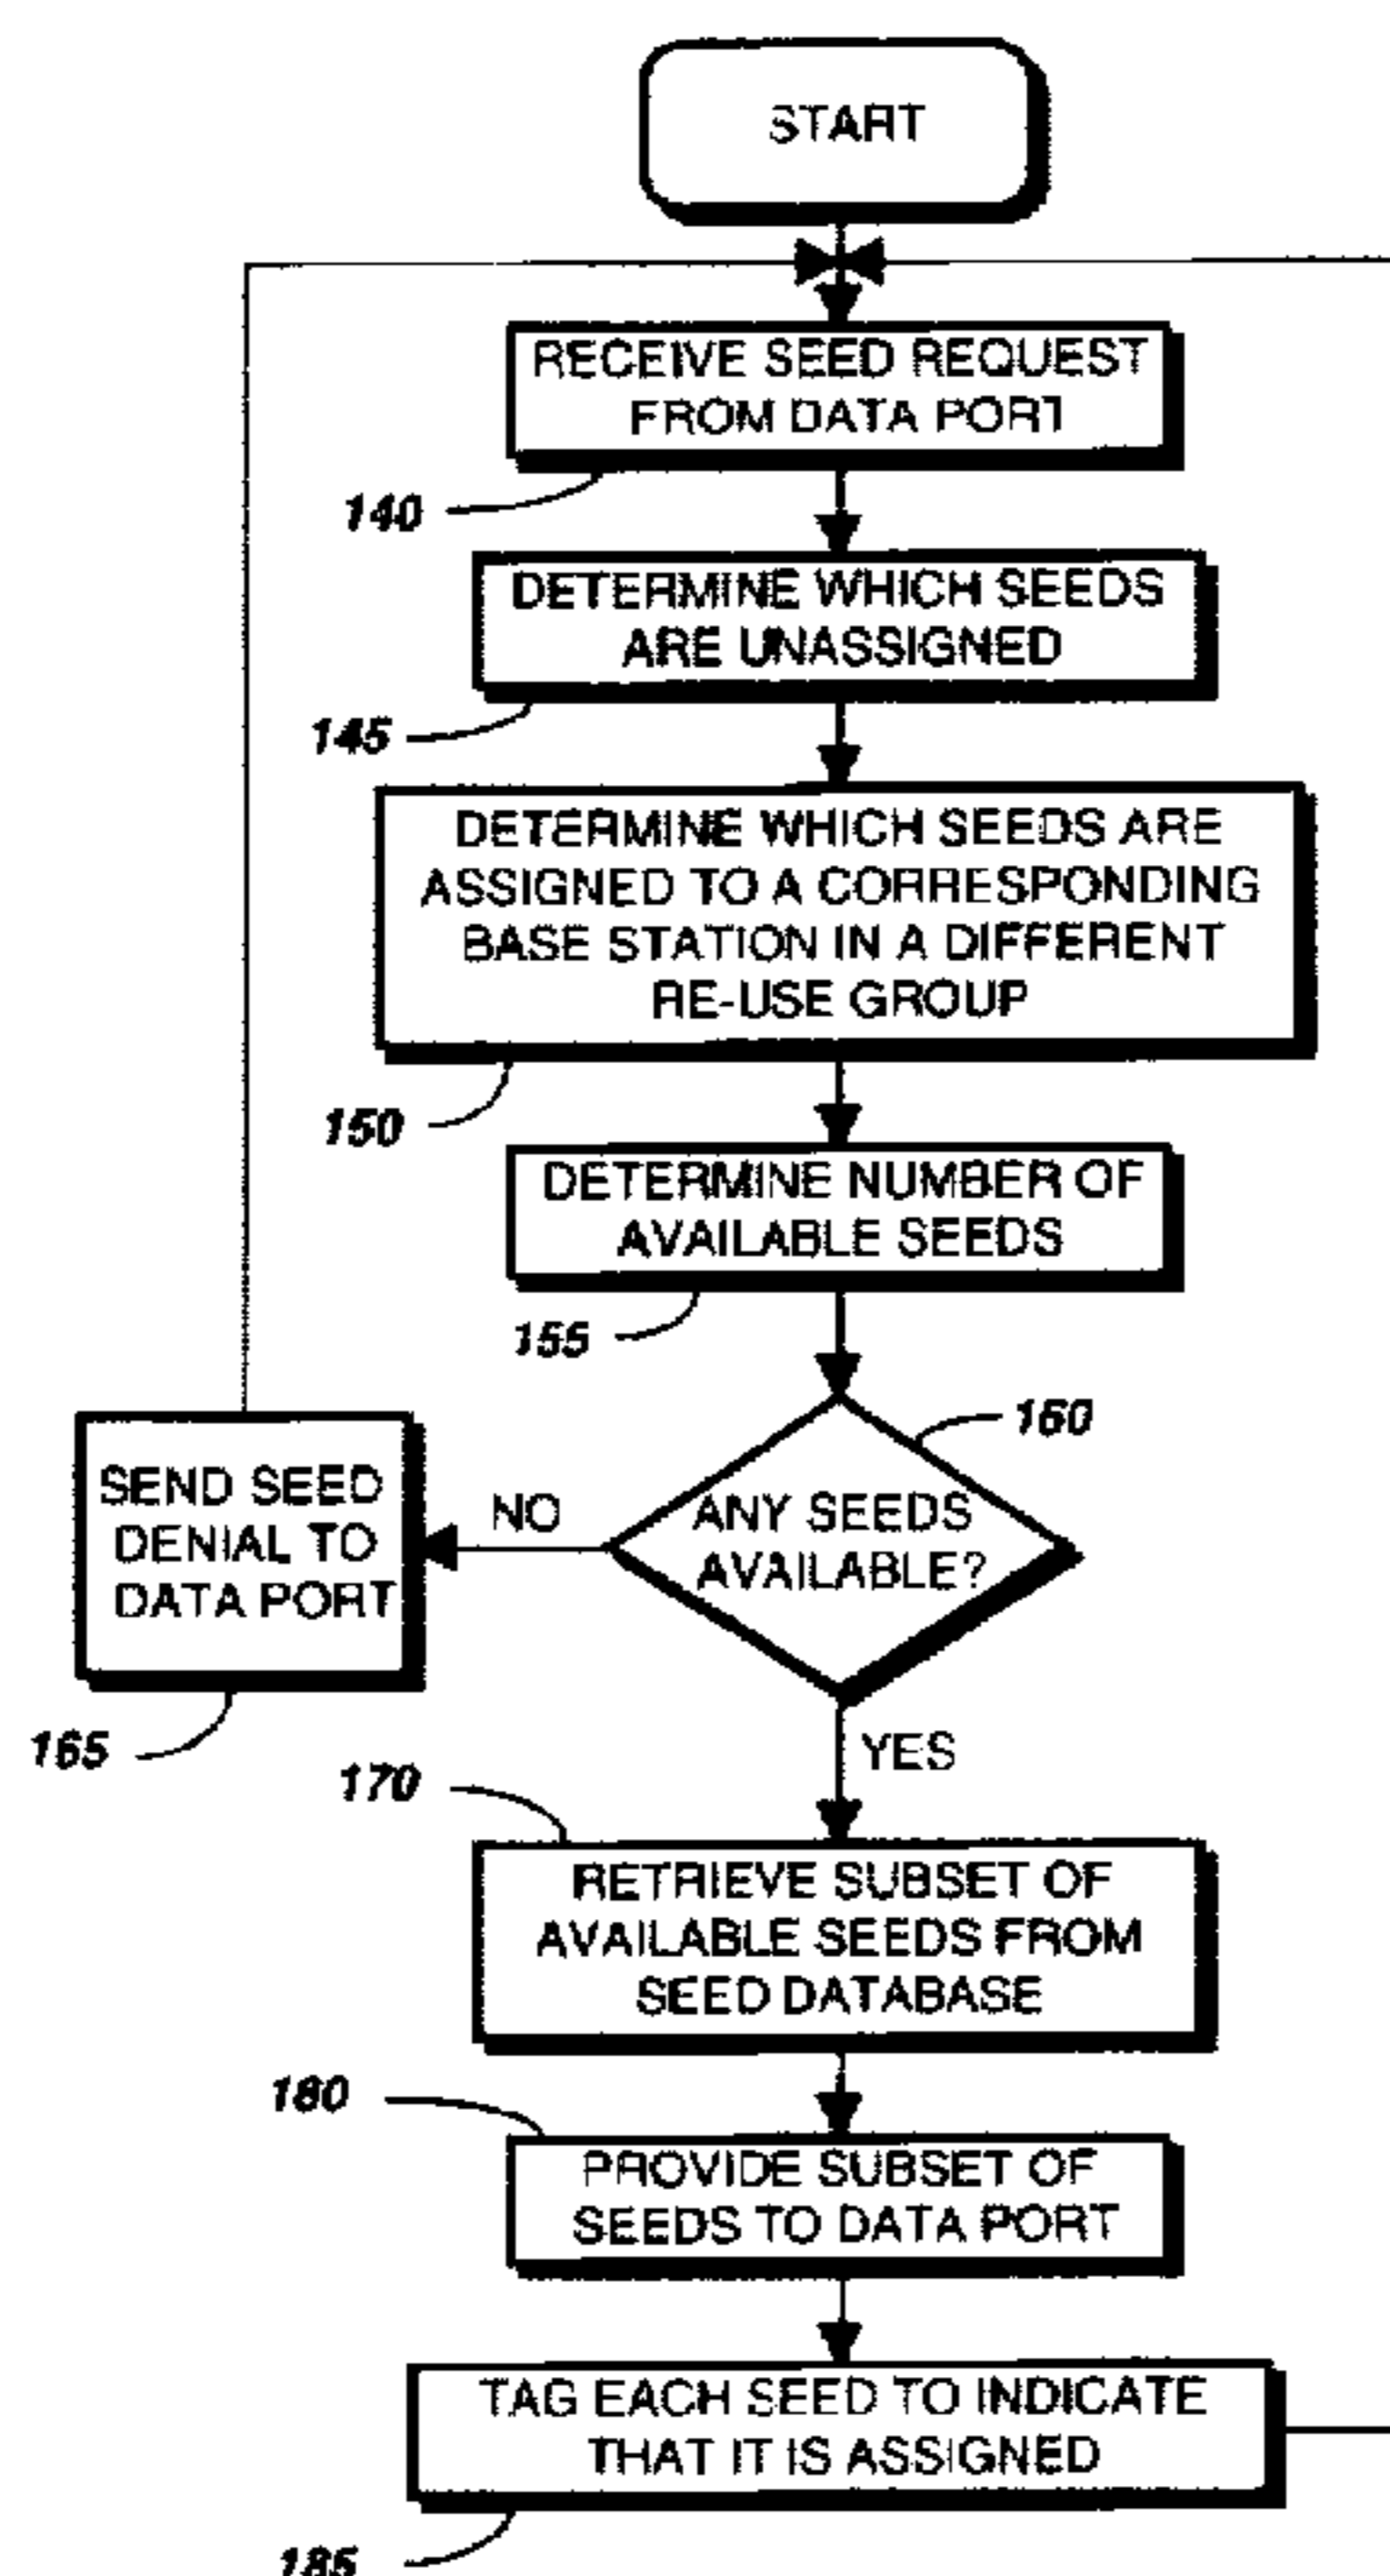 START
RECEIVE SEED REQUEST
FROM DATA PORT
140
DETERMINE WHICH SEEDS
ARE UNASSIGNED
145
DETERMINE WHICH SEEDS ARE
ASSIGNED TO A CORRESPONDING
BASE STATION IN A DIFFERENT
RE-USE GROUP
150
DETERMINE NUMBER OF
AVAILABLE SEEDS
155
160
ANY SEEDS
AVAILABLE?
NO
SEND SEED
DENIAL TO
DATA PORT
165
YES
170
RETRIEVE SUBSET OF
AVAILABLE SEEDS FROM
SEED DATABASE
180
PROVIDE SUBSET OF
SEEDS TO DATA PORT
TAG EACH SEED TO INDICATE
THAT IT IS ASSIGNED
185